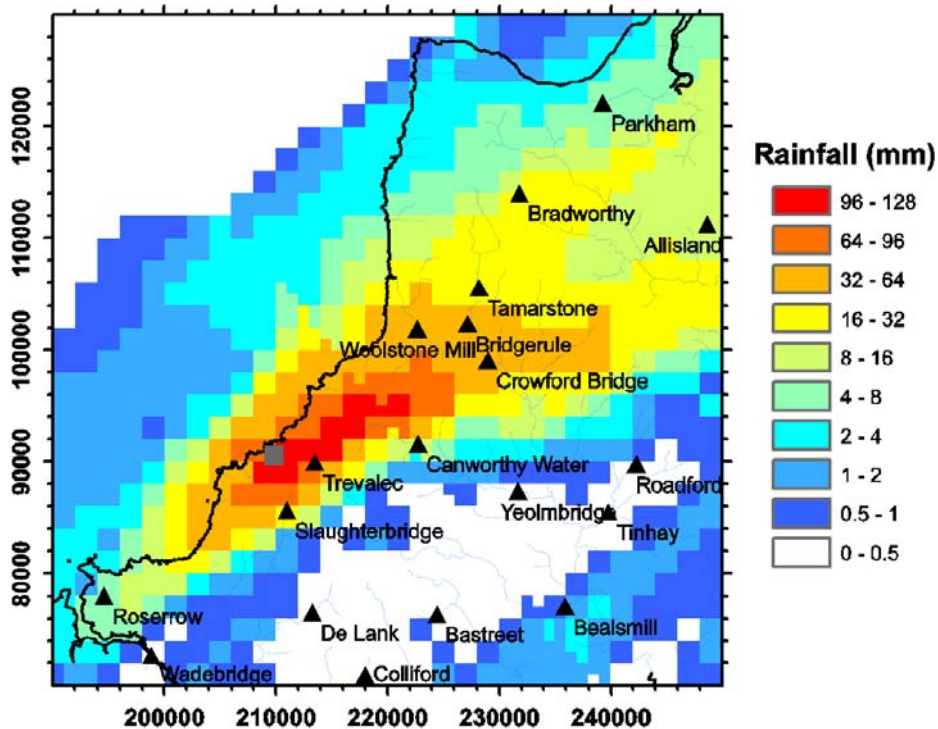 120000
110000
100000
90000
80000
Parkham
Bradworthy
Allisland
Tamarstone
Woolstone Mill
Bridgerule
Crowford Bridge
Canworthy Water
Trevalec
Roadford
Yeolmbridge
Slaughterbridge
Tinhay
Roserrow
De Lank
Bastreet
Bealsmill
Wadebridge
Colliford
200000 210000 220000 230000 240000
Rainfall (mm)
96 - 128
64 - 96
32 - 64
16 - 32
8 - 16
4 - 8
2 - 4
1 - 2
0.5 - 1
0 - 0.5